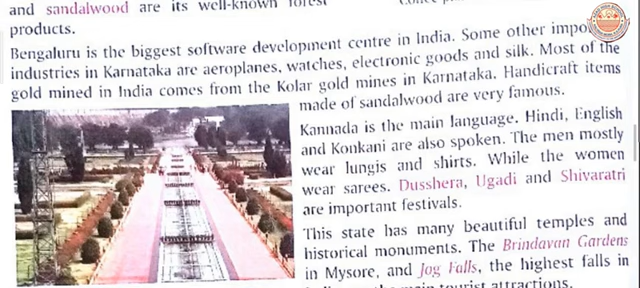 and sandalwood are its well-known forest
products.
Bengaluru is the biggest software development centre in India. Some other
industries in Karnataka are aeroplanes, watches, electronic goods and silk. Most of the
gold mined in India comes from the Kolar gold mines in Karnataka. Handicraft items
made of sandalwood are very famous.
Kannada is the main language. Hindi, English
and Konkani are also spoken. The men mostly
wear lungis and shirts. While the women
wear sarees. Dusshera, Ugadi and Shivaratri
are important festivals.
This state has many beautiful temples and
historical monuments. The Brindavan Gardens
in Mysore, and Jog Falls, the highest falls in
main tourist attractions.